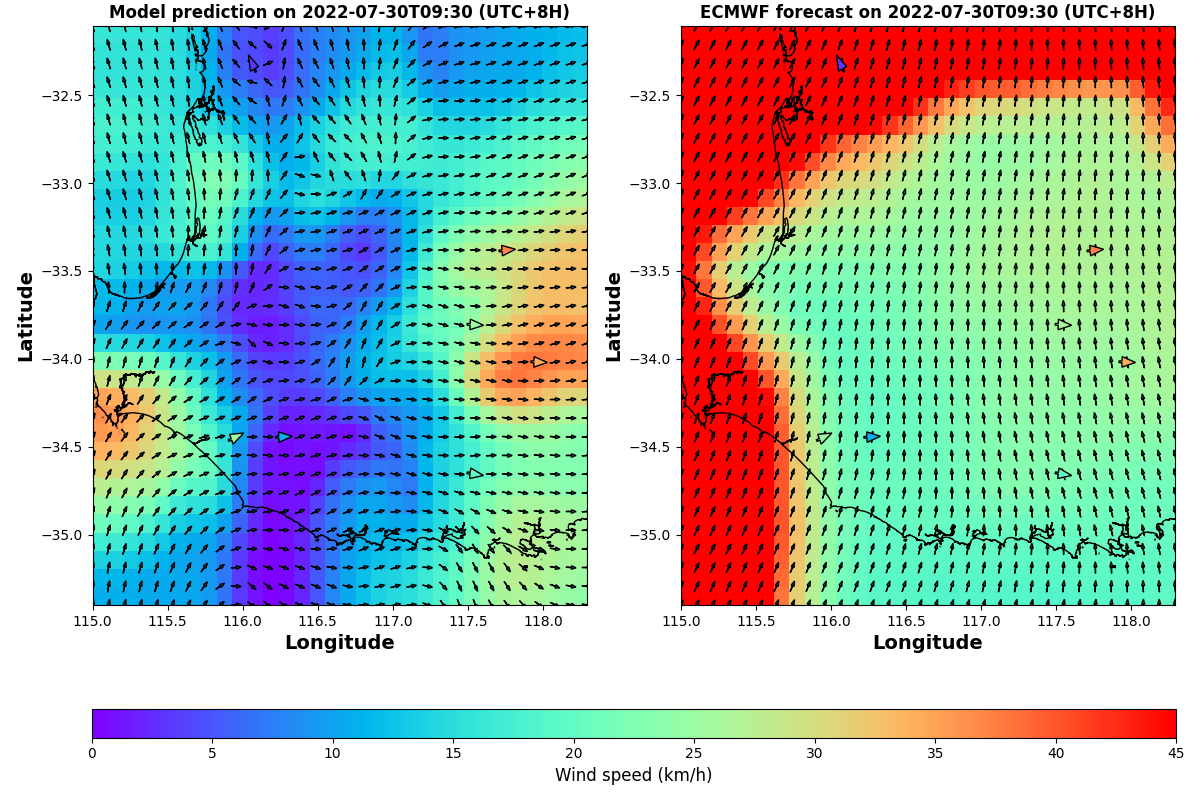 Model prediction on 2022-07-30T09:30 (UTC+8H)
ECMWF forecast on 2022-07-30T09:30 (UTC+8H)
−32.5
−33.0
−33.5
−34.0
−34.5
−35.0
Latitude
115.0 115.5 116.0 116.5 117.0 117.5 118.0
Longitude
−32.5
−33.0
−33.5
−34.0
−34.5
−35.0
Latitude
115.0 115.5 116.0 116.5 117.0 117.5 118.0
Longitude
0 5 10 15 20 25 30 35 40 45
Wind speed (km/h)